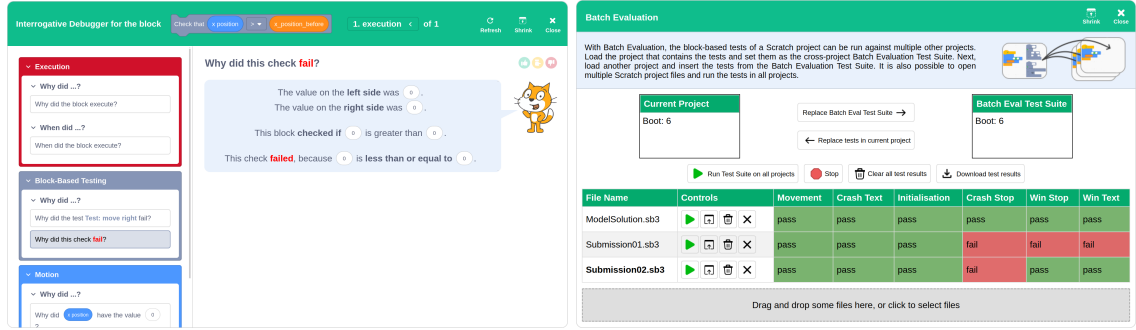 Interrogative Debugger for the block
Check that x position > x_position_before
1. execution < of 1
Refresh
Shrink
Close
Execution
Why did ...?
Why did the block execute?
When did ...?
When did the block execute?
Block-Based Testing
Why did ...?
Why did the test Test: move right fail?
Why did this check fail?
Motion
Why did ...?
Why did x position have the value 0
?
Why did this check fail?
The value on the left side was 0 .
The value on the right side was 0 .
This block checked if 0 is greater than 0 .
This check failed, because 0 is less than or equal to 0 .
Batch Evaluation
Shrink
Close
With Batch Evaluation, the block-based tests of a Scratch project can be run against multiple other projects.
Load the project that contains the tests and set them as the cross-project Batch Evaluation Test Suite. Next,
load another project and insert the tests from the Batch Evaluation Test Suite. It is also possible to open
multiple Scratch project files and run the tests in all projects.
Current Project
Boot: 6
Replace Batch Eval Test Suite →
← Replace tests in current project
Batch Eval Test Suite
Boot: 6
Run Test Suite on all projects
Stop
Clear all test results
Download test results
File Name Controls Movement Crash Text Initialisation Crash Stop Win Stop Win Text
ModelSolution.sb3 pass pass pass pass pass pass
Submission01.sb3 pass pass pass fail fail fail
Submission02.sb3 pass pass pass fail pass pass
Drag and drop some files here, or click to select files